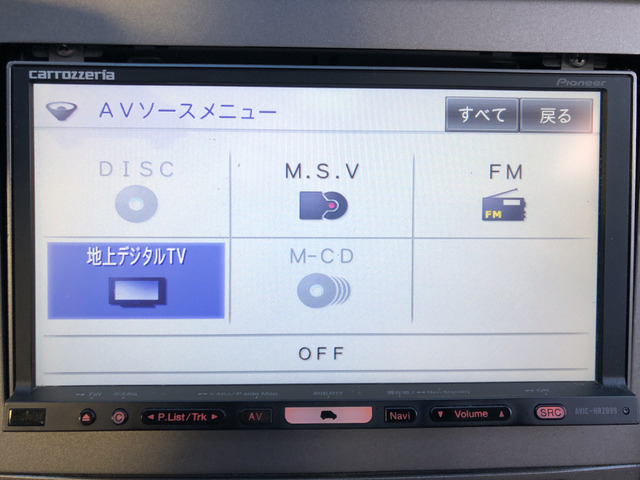 carrozzeria
Pioneer
AVソースメニュー
すべて
戻る
DISC
M.S.V
FM
FM
地上デジタルTV
M-CD
OFF
P.List/Trk
AV
Navi
Volume
SRC